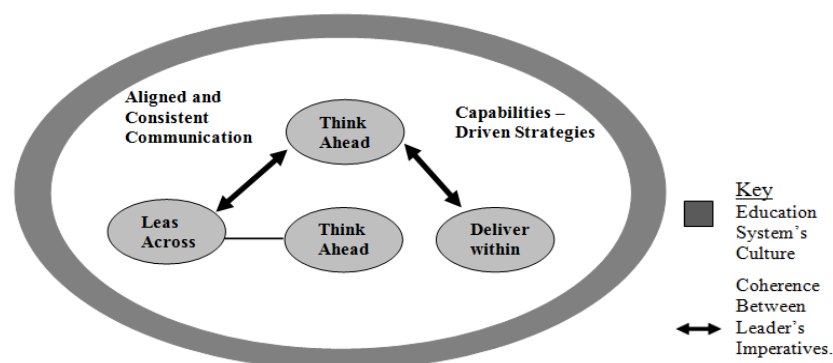 Aligned and
Consistent
Communication
Capabilities –
Driven Strategies
Think
Ahead
Leas
Across
Think
Ahead
Deliver
within
Key
Education
System's
Culture
Coherence
Between
Leader's
Imperatives.